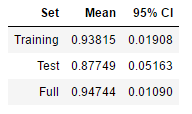 Set Mean 95% CI
Training 0.93815 0.01908
Test 0.87749 0.05163
Full 0.94744 0.01090